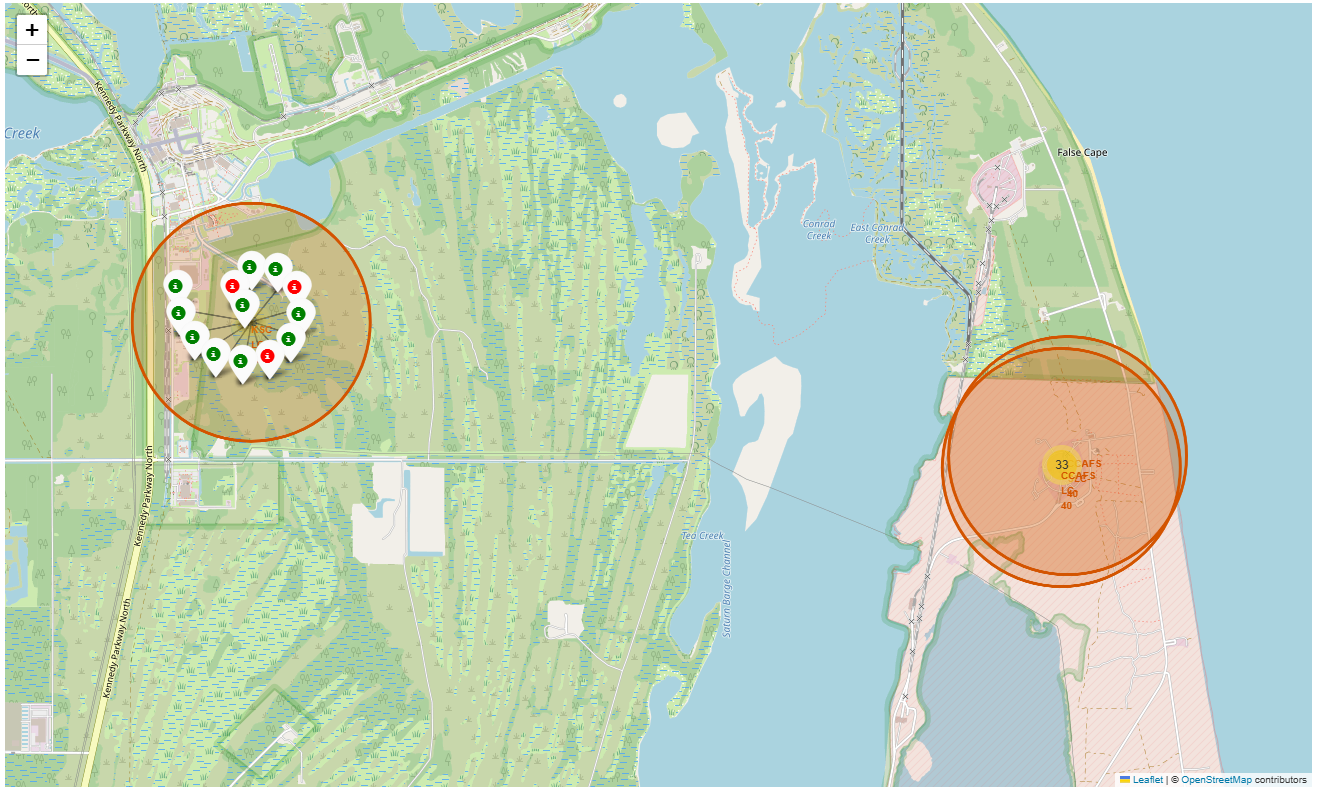 +
−
orth
Kennedy Parkway North
Creek
False Cape
Conrad
Creek
East Conrad
Creek
33
CCAFS
LC
40
40
Kennedy Parkway North
Tea Creek
Saturn Barge Channel
Kennedy Parkway North
Leaflet | © OpenStreetMap contributors